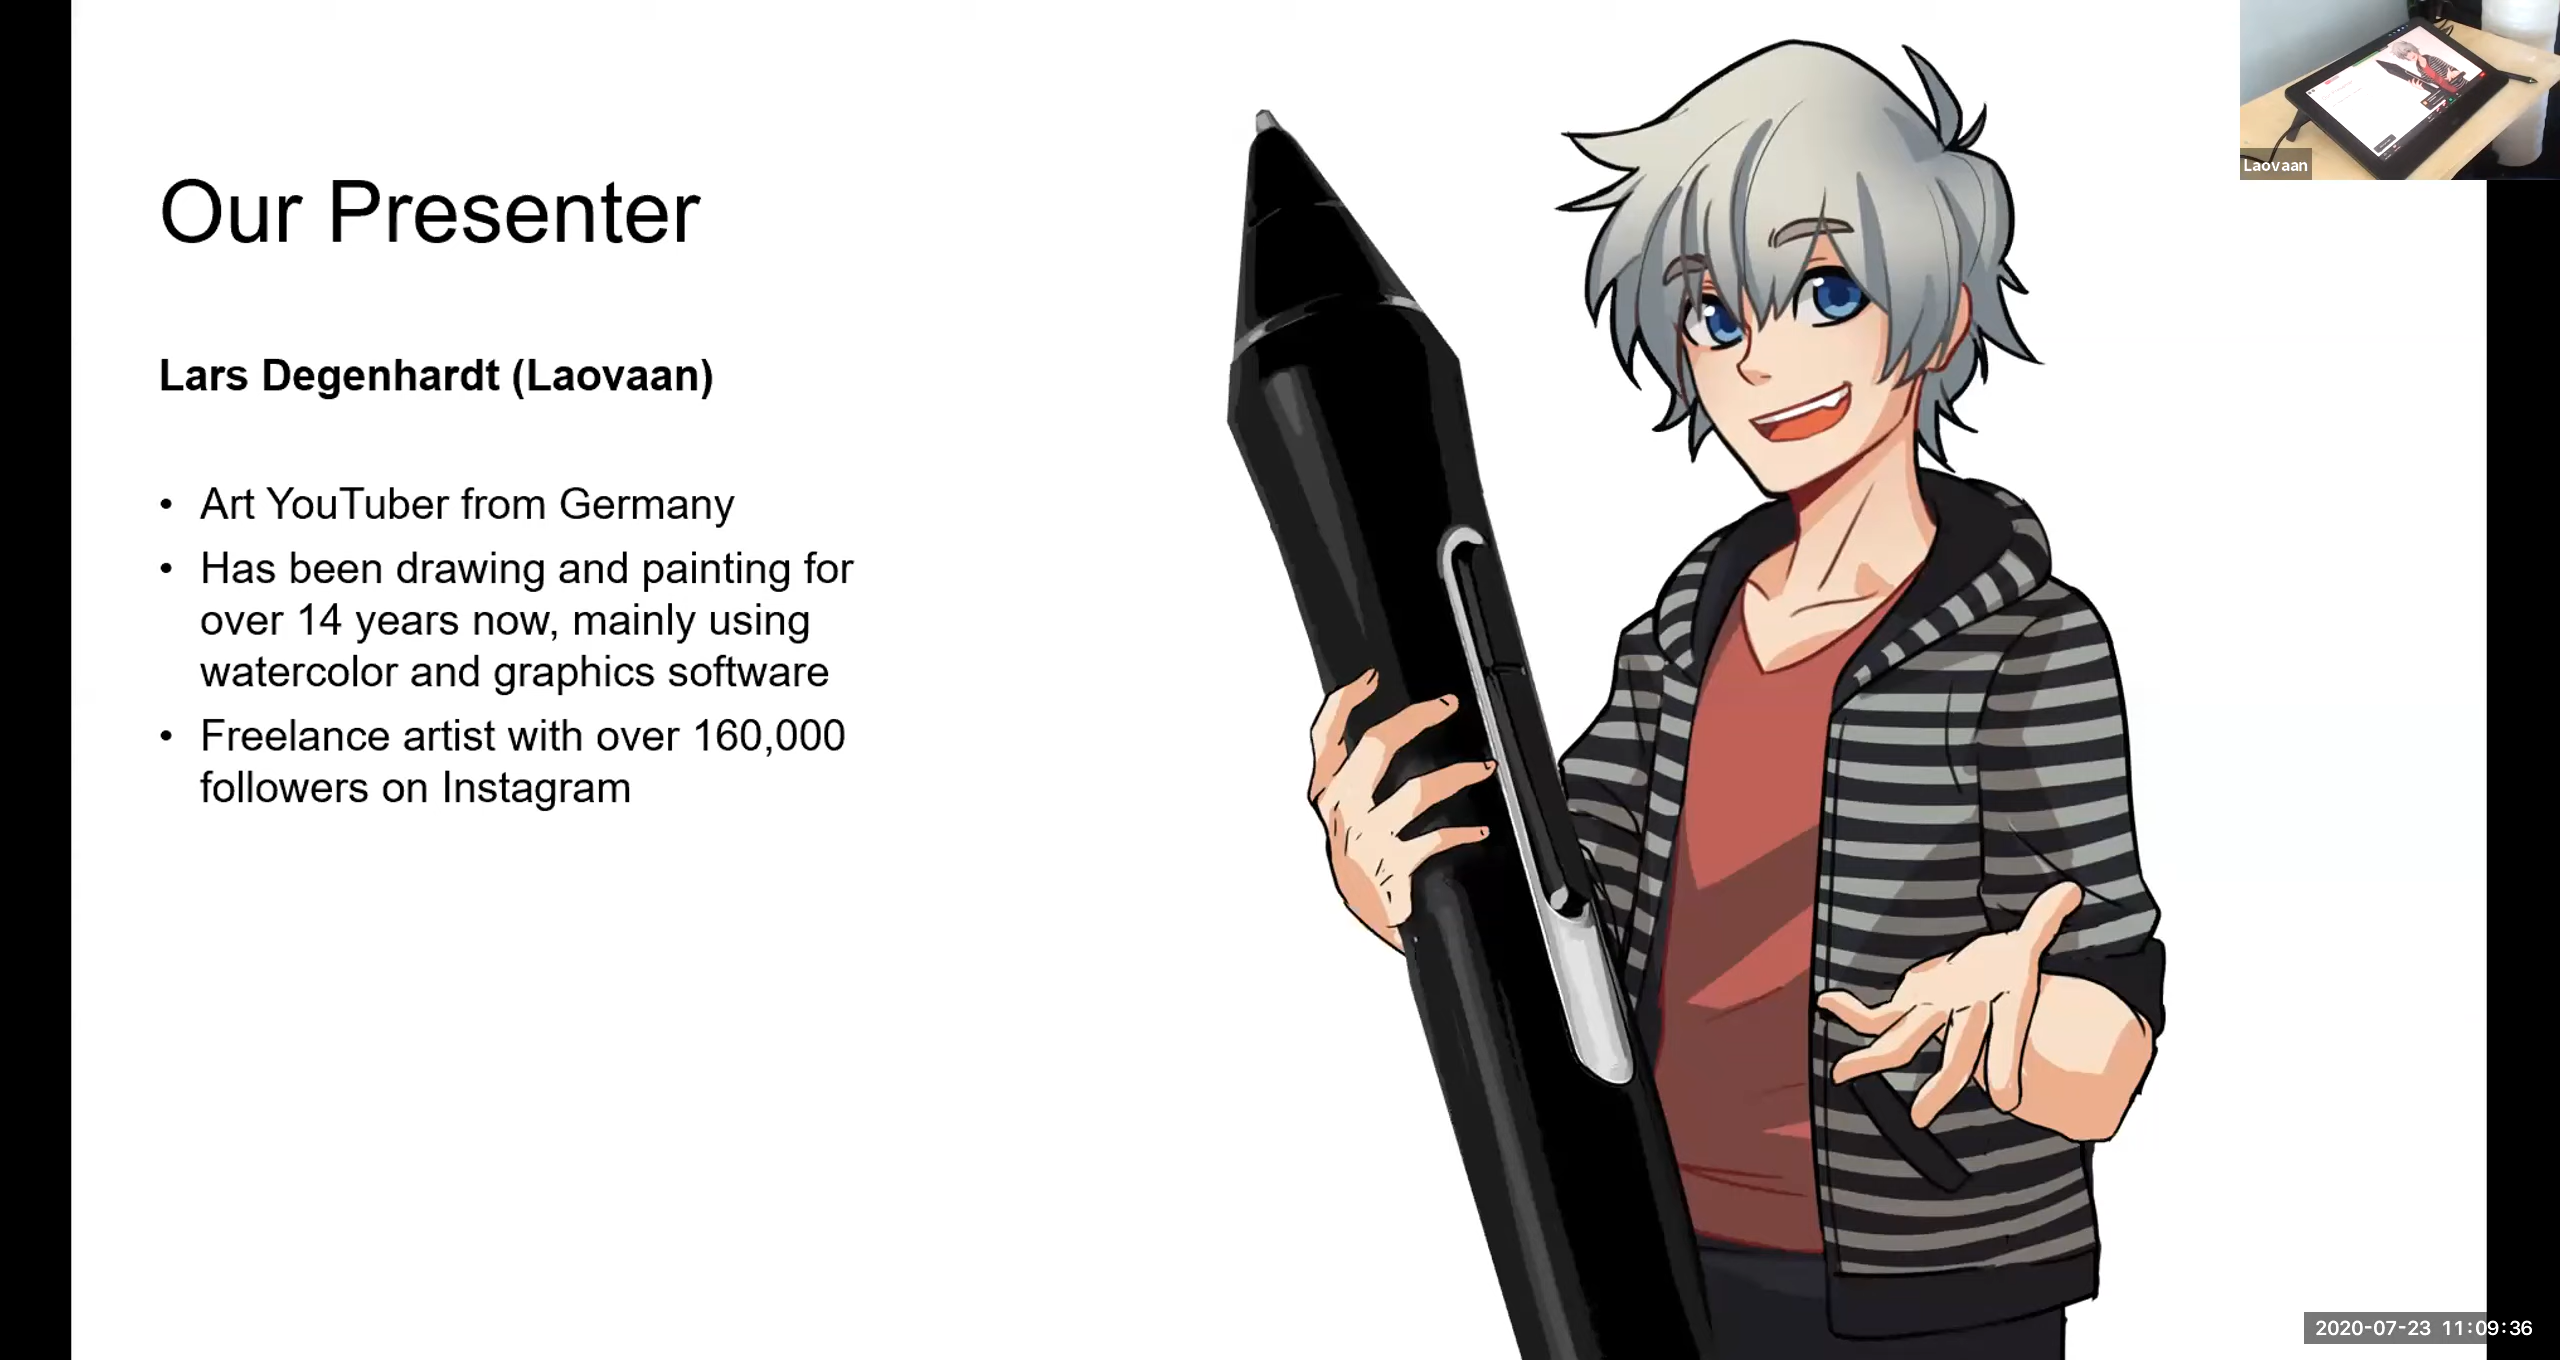 Our Presenter
Lars Degenhardt (Laovaan)
• Art YouTuber from Germany
• Has been drawing and painting for
over 14 years now, mainly using
watercolor and graphics software
• Freelance artist with over 160,000
followers on Instagram
Laovaan
2020-07-23 11:09:36